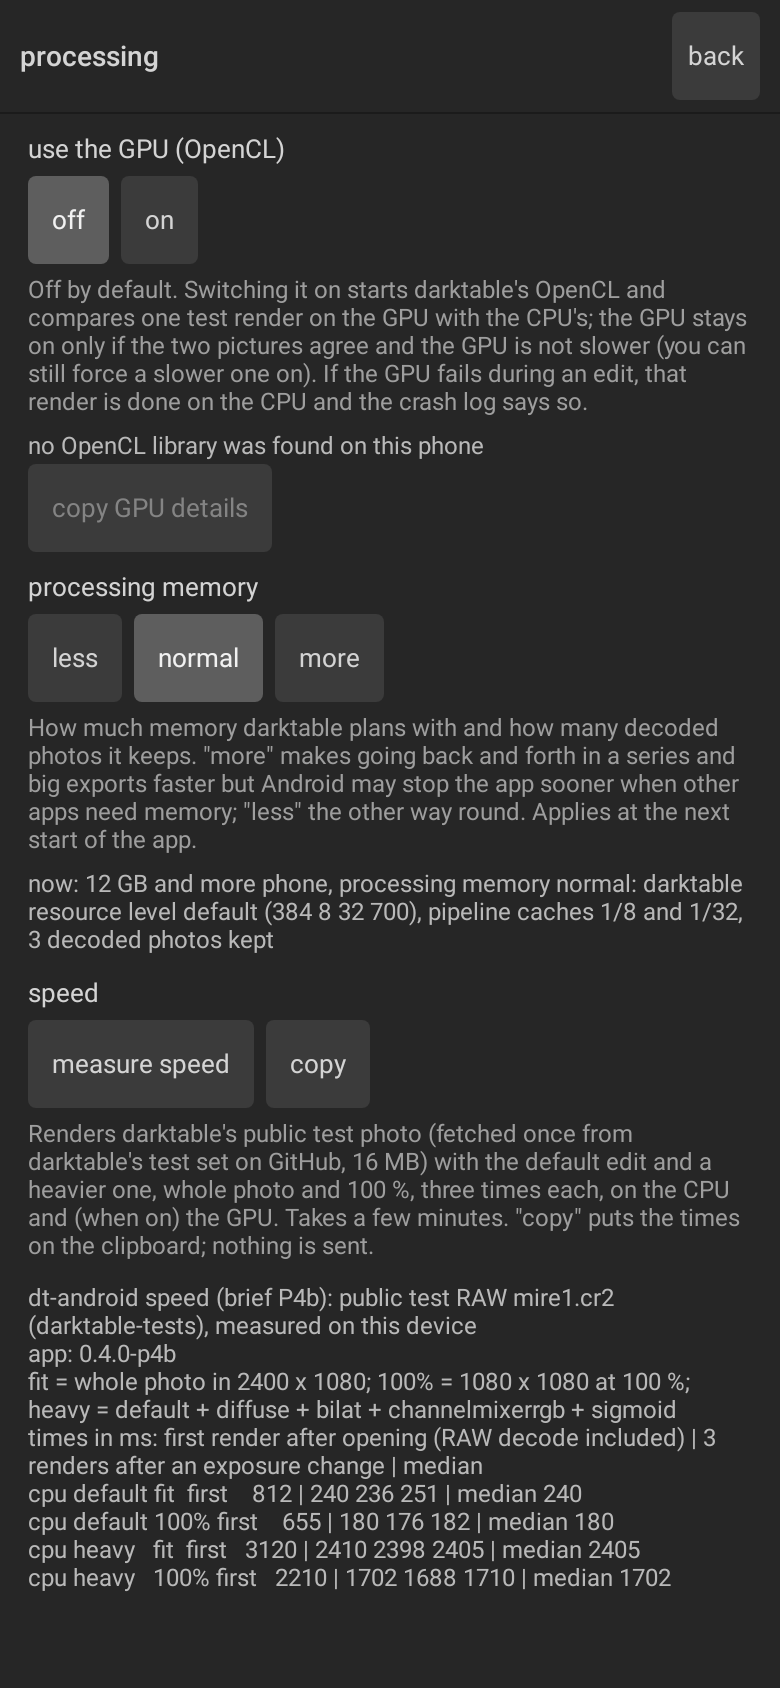 processing
back
use the GPU (OpenCL)
off
on
Off by default. Switching it on starts darktable's OpenCL and
compares one test render on the GPU with the CPU's; the GPU stays
on only if the two pictures agree and the GPU is not slower (you can
still force a slower one on). If the GPU fails during an edit, that
render is done on the CPU and the crash log says so.
no OpenCL library was found on this phone
copy GPU details
processing memory
less
normal
more
How much memory darktable plans with and how many decoded
photos it keeps. "more" makes going back and forth in a series and
big exports faster but Android may stop the app sooner when other
apps need memory; "less" the other way round. Applies at the next
start of the app.
now: 12 GB and more phone, processing memory normal: darktable
resource level default (384 8 32 700), pipeline caches 1/8 and 1/32,
3 decoded photos kept
speed
measure speed
copy
Renders darktable's public test photo (fetched once from
darktable's test set on GitHub, 16 MB) with the default edit and a
heavier one, whole photo and 100 %, three times each, on the CPU
and (when on) the GPU. Takes a few minutes. "copy" puts the times
on the clipboard; nothing is sent.
dt-android speed (brief P4b): public test RAW mire1.cr2
(darktable-tests), measured on this device
app: 0.4.0-p4b
fit = whole photo in 2400 x 1080; 100% = 1080 x 1080 at 100 %;
heavy = default + diffuse + bilat + channelmixerrgb + sigmoid
times in ms: first render after opening (RAW decode included) | 3
renders after an exposure change | median
cpu default fit first 812 | 240 236 251 | median 240
cpu default 100% first 655 | 180 176 182 | median 180
cpu heavy fit first 3120 | 2410 2398 2405 | median 2405
cpu heavy 100% first 2210 | 1702 1688 1710 | median 1702